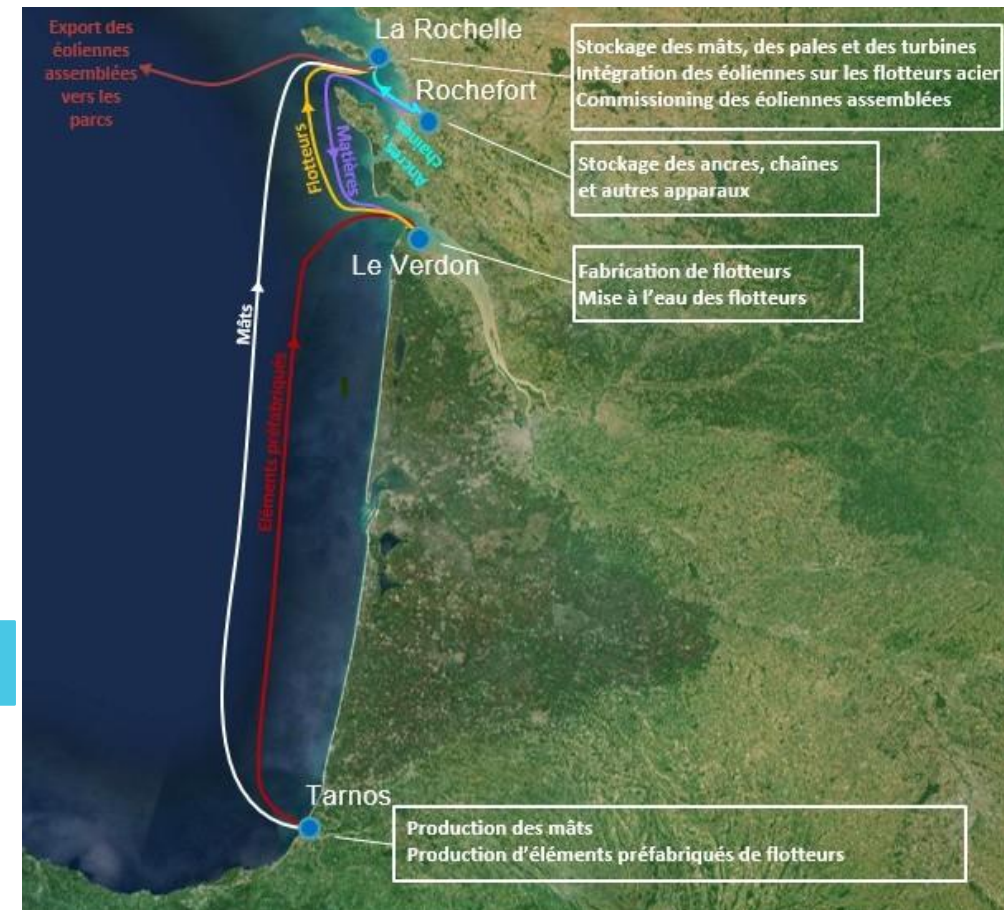 Export des
éoliennes
assemblées
vers les
parcs
La Rochelle
Rochefort
Stockage des mâts, des pales et des turbines
Intégration des éoliennes sur les flotteurs acier
Commissioning des éoliennes assemblées
Ancres,
chaînes
Flotteurs
Matières
Stockage des ancres, chaînes
et autres apparaux
Le Verdon
Fabrication de flotteurs
Mise à l'eau des flotteurs
Mâts
Eléments préfabriqués
Tarnos
Production des mâts
Production d'éléments préfabriqués de flotteurs